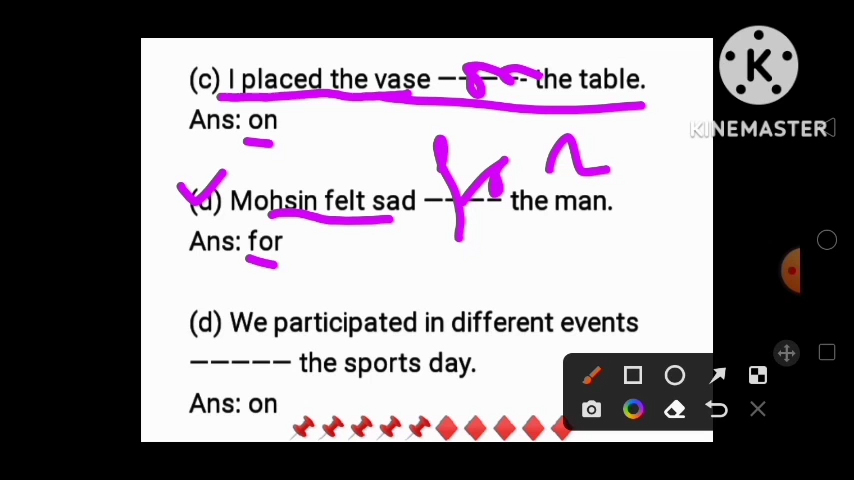 (c) I placed the vase ------- the table.
Ans: on
KINEMASTER
(d) Mohsin felt sad ----- the man.
Ans: for
(d) We participated in different events
------ the sports day.
Ans: on